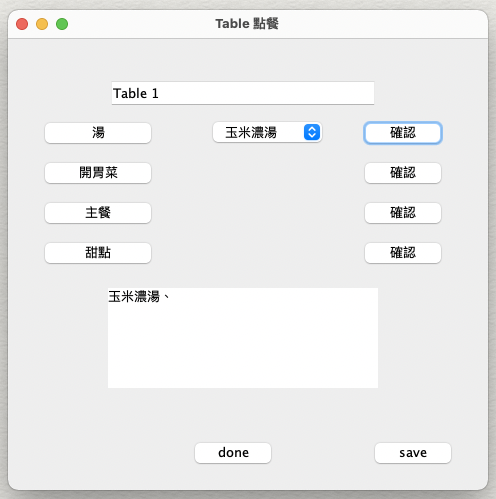 Table 點餐
Table 1
湯 玉米濃湯 確認
開胃菜 確認
主餐 確認
甜點 確認
玉米濃湯、
done save